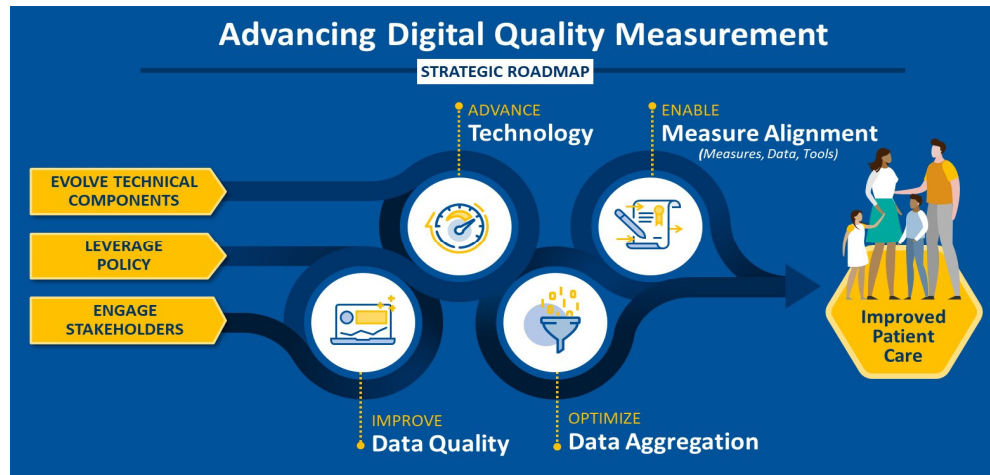 Advancing Digital Quality Measurement
STRATEGIC ROADMAP
ADVANCE
Technology
ENABLE
Measure Alignment
(Measures, Data, Tools)
EVOLVE TECHNICAL
COMPONENTS
LEVERAGE
POLICY
ENGAGE
STAKEHOLDERS
IMPROVE
Data Quality
OPTIMIZE
Data Aggregation
Improved
Patient
Care